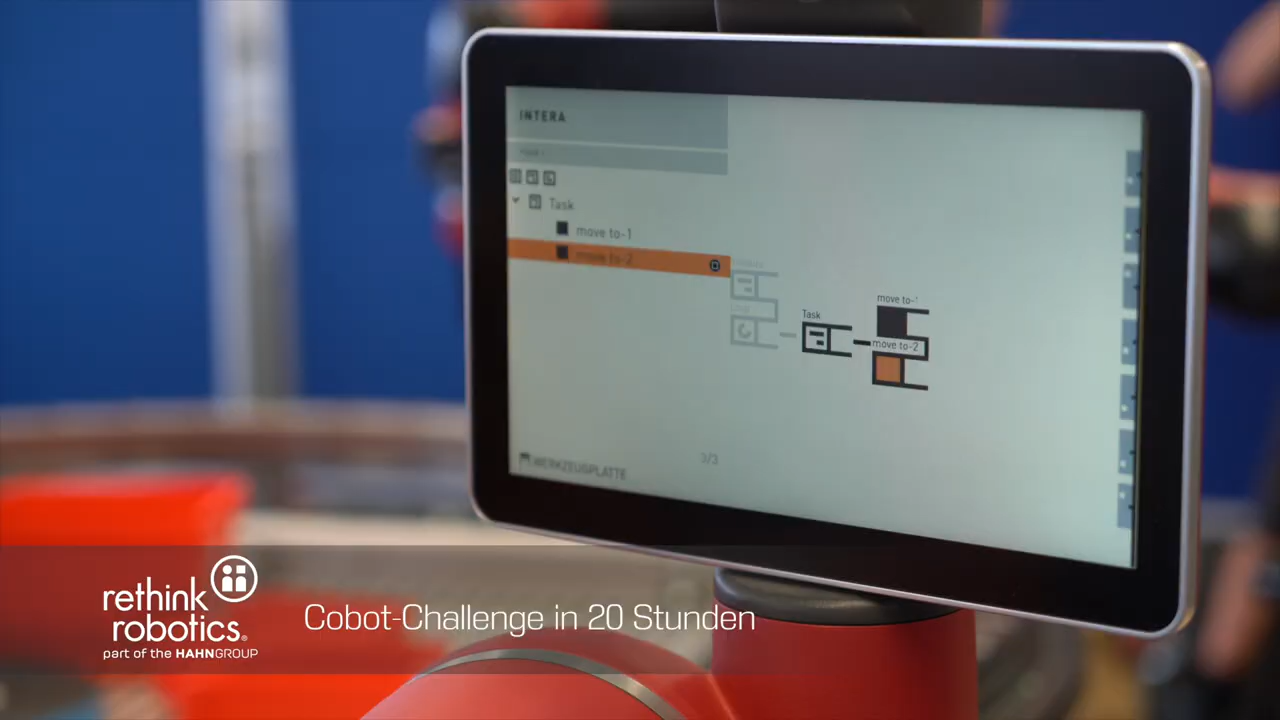 INTERA
Task
move to-1
move to-2
Task
move to-1
move to-2
WERKZEUGPLATTE
3/3
rethink
robotics®
part of the HAHNGROUP
Cobot-Challenge in 20 Stunden